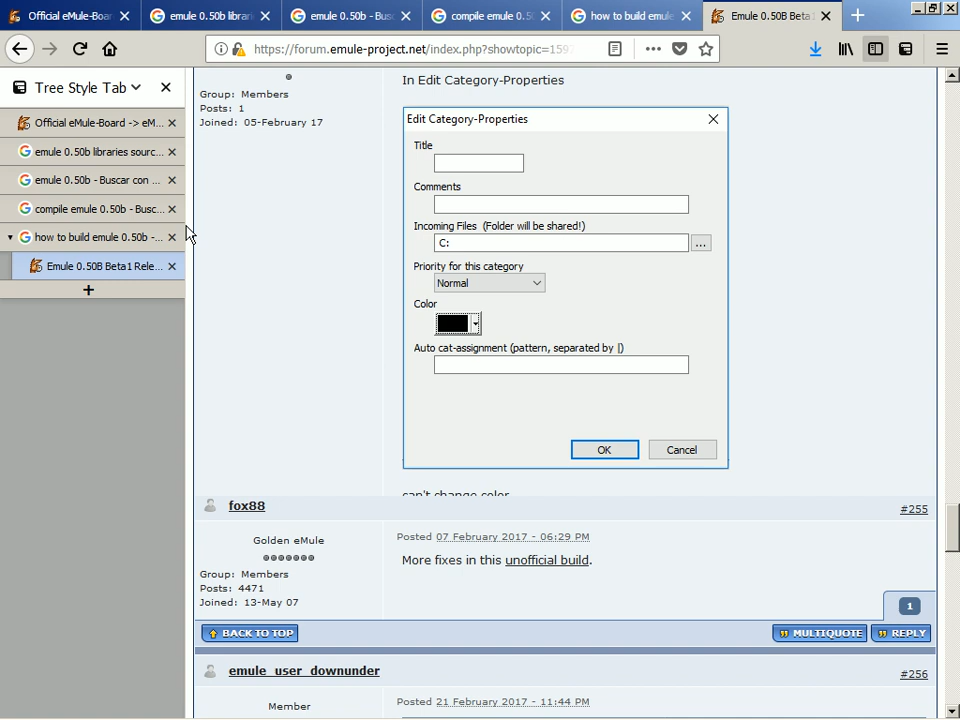 Official eMule-Boar
emule 0.50b librari
emule 0.50b - Busc
compile emule 0.50
how to build emule
Emule 0.50B Beta1
https://forum.emule-project.net/index.php?showtopic=159
Tree Style Tab
Official eMule-Board -> eM...
emule 0.50b libraries sourc...
emule 0.50b - Buscar con ...
compile emule 0.50b - Busc...
how to build emule 0.50b -...
Emule 0.50B Beta1 Rele...
Group: Members
Posts: 1
Joined: 05-February 17
In Edit Category-Properties
Edit Category-Properties
Title
Comments
Incoming Files (Folder will be shared!)
C:
...
Priority for this category
Normal
Color
Auto cat-assignment (pattern, separated by |)
OK
Cancel
can't change color
fox88
#255
Golden eMule
Group: Members
Posts: 4471
Joined: 13-May 07
Posted 07 February 2017 - 06:29 PM
More fixes in this unofficial build.
1
BACK TO TOP
MULTIQUOTE
REPLY
emule_user_downunder
#256
Member
Posted 21 February 2017 - 11:44 PM